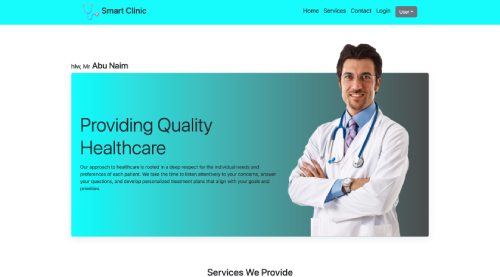 Smart Clinic
Home Services Contact Login User
hlw, Mr Abu Naim
Providing Quality
Healthcare
Our approach to healthcare is rooted in a deep respect for the individual needs and
preferences of each patient. We take the time to listen attentively to your concerns, answer
your questions, and develop personalized treatment plans that align with your goals and
priorities.
Services We Provide